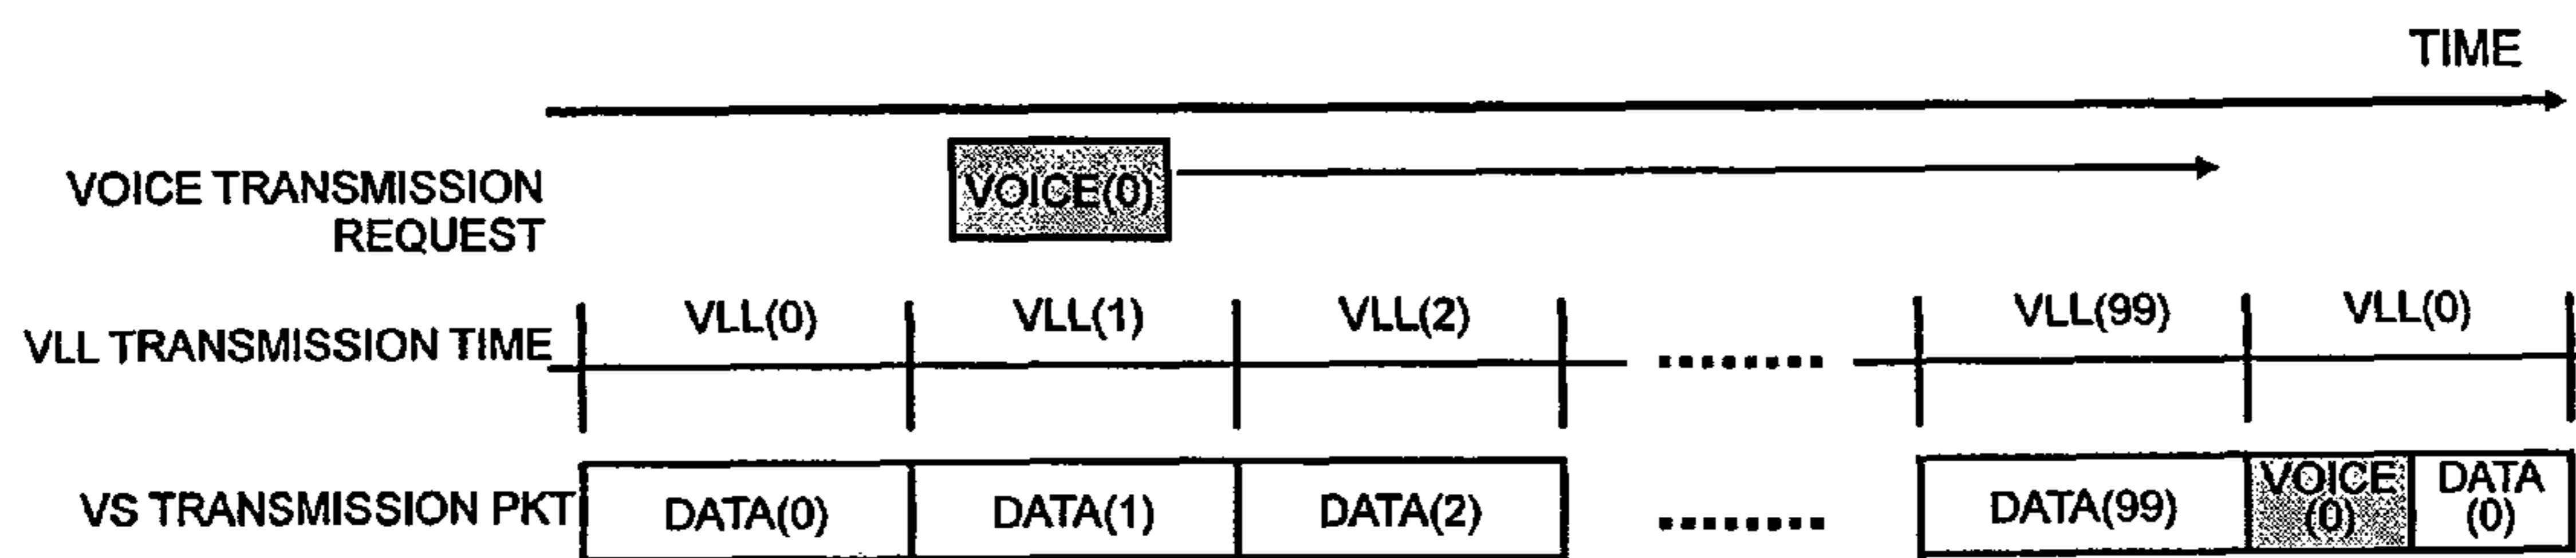 TIME
VOICE TRANSMISSION
REQUEST
VOICE(0)
VLL TRANSMISSION TIME
VLL(0)
VLL(1)
VLL(2)
........
VLL(99)
VLL(0)
VS TRANSMISSION PKT
DATA(0)
DATA(1)
DATA(2)
........
DATA(99)
VOICE
(0)
DATA
(0)